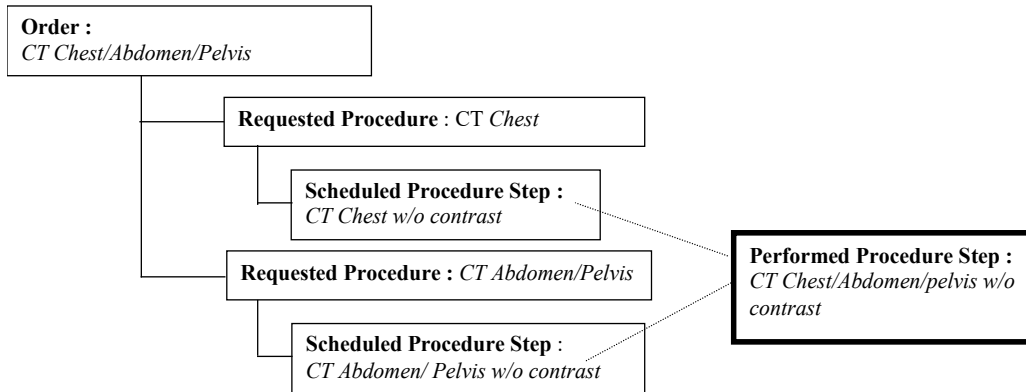 Order :
CT Chest/Abdomen/Pelvis
Requested Procedure : CT Chest
Scheduled Procedure Step :
CT Chest w/o contrast
Requested Procedure : CT Abdomen/Pelvis
Scheduled Procedure Step :
CT Abdomen/ Pelvis w/o contrast
Performed Procedure Step :
CT Chest/Abdomen/pelvis w/o
contrast